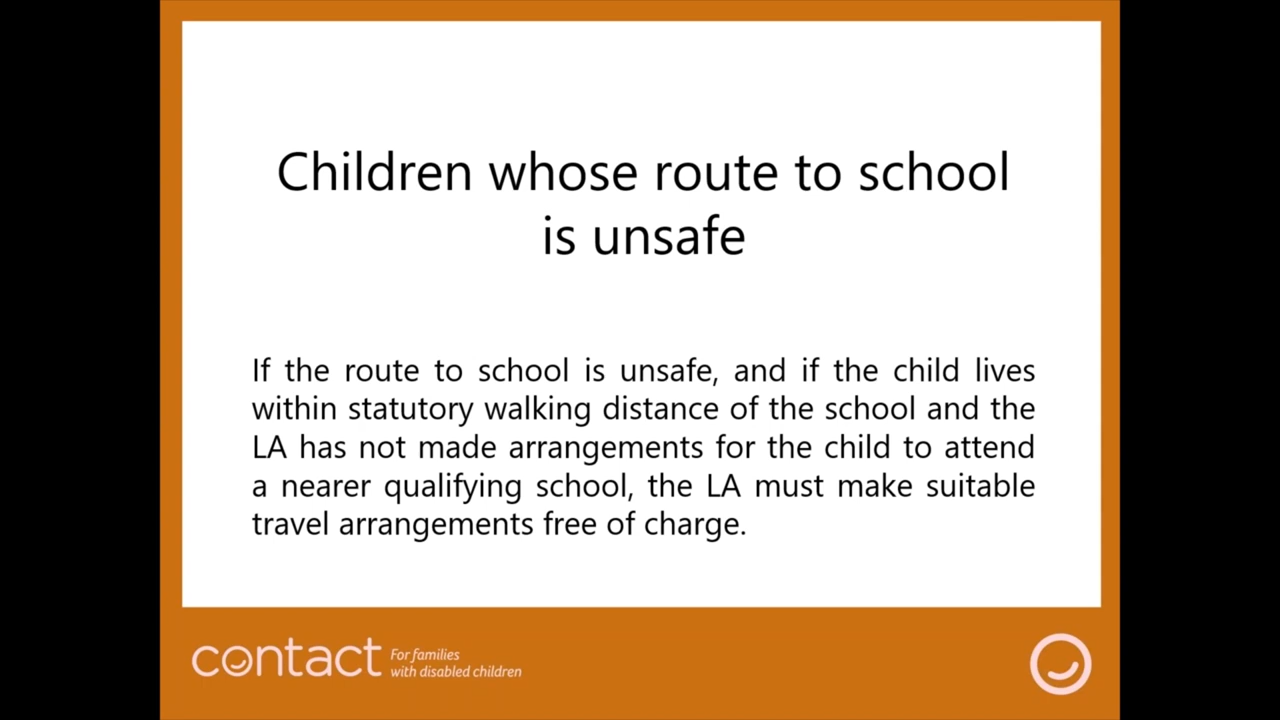 Children whose route to school
is unsafe
If the route to school is unsafe, and if the child lives
within statutory walking distance of the school and the
LA has not made arrangements for the child to attend
a nearer qualifying school, the LA must make suitable
travel arrangements free of charge.
contact
For families
with disabled children